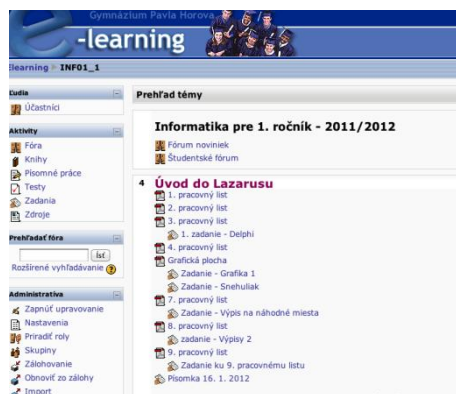 Gymnázium Pavla Horova
e-learning
Elearning ► INF01_1
Ľudia
Účastníci
Aktivity
Fóra
Knihy
Písomné práce
Testy
Zadania
Zdroje
Prehľadať fóra
Ísť
Rozšírené vyhľadávanie
Administratíva
Zapnúť upravovanie
Nastavenia
Priradiť roly
Skupiny
Zálohovanie
Obnoviť zo zálohy
Import
Prehľad témy
Informatika pre 1. ročník - 2011/2012
Fórum noviniek
Študentské fórum
4 Úvod do Lazarusu
1. pracovný list
2. pracovný list
3. pracovný list
1. zadanie - Delphi
4. pracovný list
Grafická plocha
Zadanie - Grafika 1
Zadanie - Snehuliak
7. pracovný list
Zadanie - Výpis na náhodné miesta
8. pracovný list
zadanie - Výpisy 2
9. pracovný list
Zadanie ku 9. pracovnému listu
Písomka 16. 1. 2012